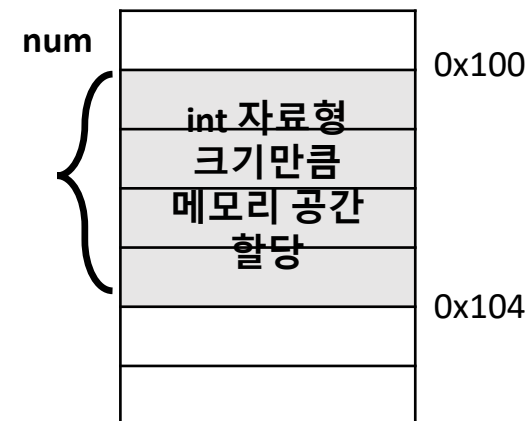 num
0x100
int 자료형
크기만큼
메모리 공간
할당
0x104